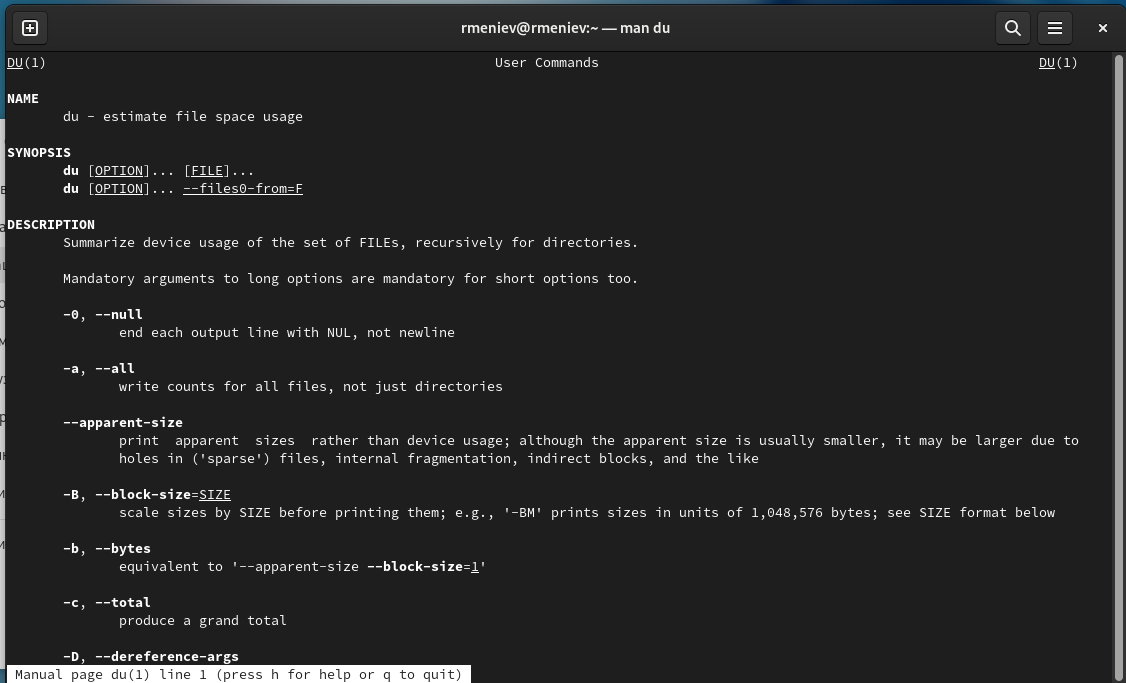 rmeniev@rmeniev:~ — man du
DU(1) User Commands DU(1)
NAME
du - estimate file space usage
SYNOPSIS
du [OPTION]... [FILE]...
du [OPTION]... --files0-from=F
DESCRIPTION
Summarize device usage of the set of FILEs, recursively for directories.
Mandatory arguments to long options are mandatory for short options too.
-0, --null
end each output line with NUL, not newline
-a, --all
write counts for all files, not just directories
--apparent-size
print apparent sizes rather than device usage; although the apparent size is usually smaller, it may be larger due to
holes in ('sparse') files, internal fragmentation, indirect blocks, and the like
-B, --block-size=SIZE
scale sizes by SIZE before printing them; e.g., '-BM' prints sizes in units of 1,048,576 bytes; see SIZE format below
-b, --bytes
equivalent to '--apparent-size --block-size=1'
-c, --total
produce a grand total
-D, --dereference-args
Manual page du(1) line 1 (press h for help or q to quit)